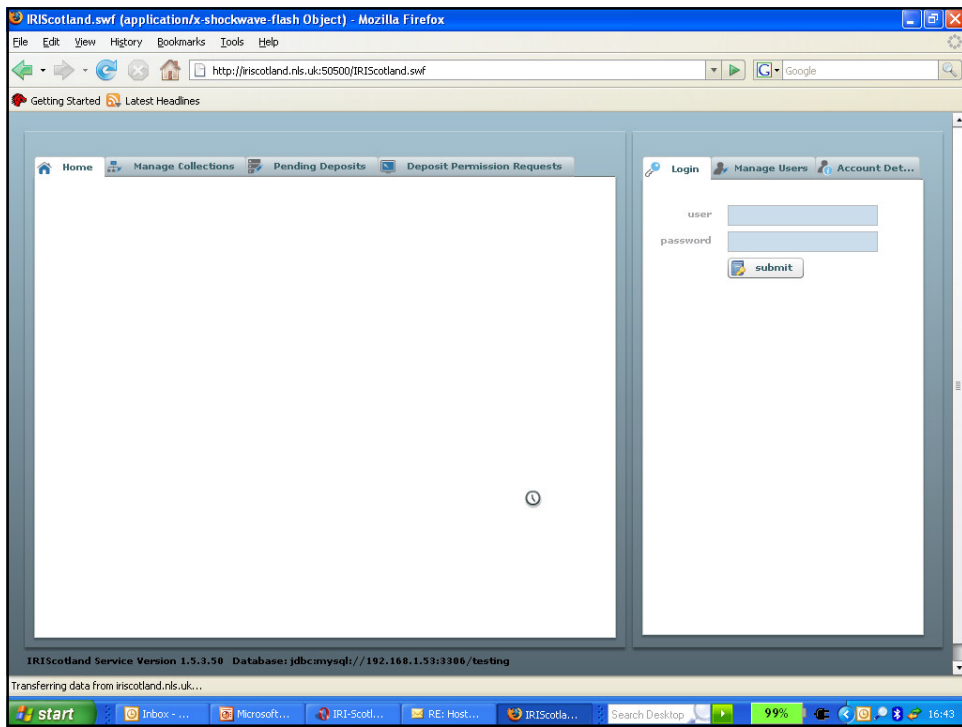 IRIScotland.swf (application/x-shockwave-flash Object) - Mozilla Firefox
File Edit View History Bookmarks Tools Help
http://iriscotland.nls.uk:50500/IRIScotland.swf
G Google
Getting Started Latest Headlines
Home Manage Collections Pending Deposits Deposit Permission Requests
Login Manage Users Account Det...
user
password
submit
IRIScotland Service Version 1.5.3.50 Database: jdbc:mysql://192.168.1.53:3306/testing
Transferring data from iriscotland.nls.uk...
start Inbox - ... Microsoft... IRI-Scotl... RE: Host... IRIScotla... Search Desktop 99% 16:43